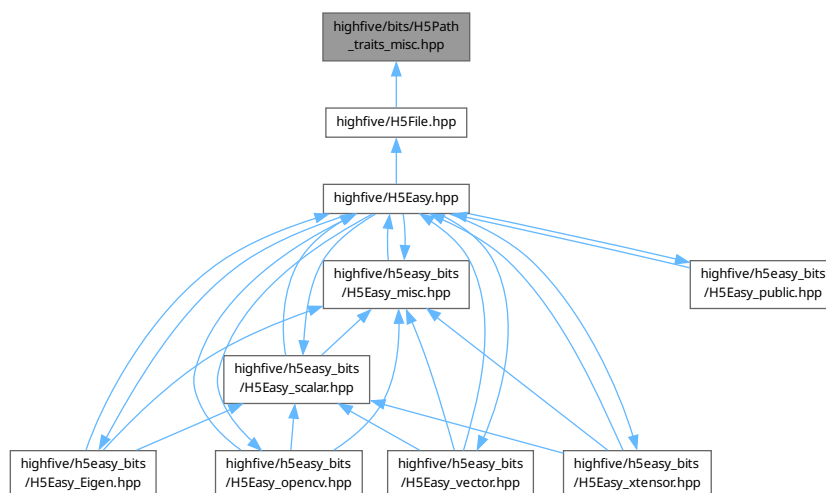 highfive/bits/H5Path
_traits_misc.hpp
highfive/H5File.hpp
highfive/H5Easy.hpp
highfive/h5easy_bits
/H5Easy_misc.hpp
highfive/h5easy_bits
/H5Easy_public.hpp
highfive/h5easy_bits
/H5Easy_scalar.hpp
highfive/h5easy_bits
/H5Easy_Eigen.hpp
highfive/h5easy_bits
/H5Easy_opencv.hpp
highfive/h5easy_bits
/H5Easy_vector.hpp
highfive/h5easy_bits
/H5Easy_xtensor.hpp